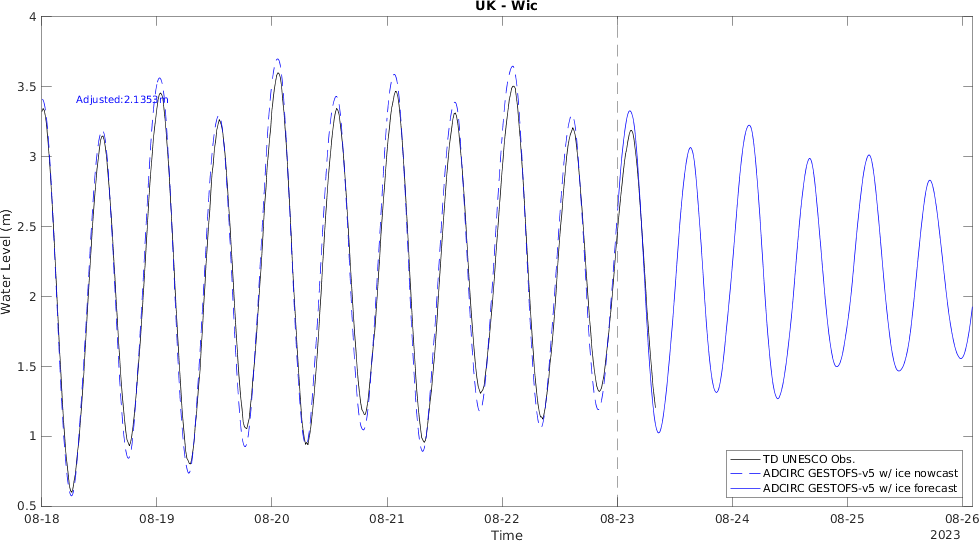 UK - Wic
4
3.5
3
2.5
2
1.5
1
0.5
Water Level (m)
Adjusted:2.1353m
TD UNESCO Obs.
ADCIRC GESTOFS-v5 w/ ice nowcast
ADCIRC GESTOFS-v5 w/ ice forecast
08-18 08-19 08-20 08-21 08-22 08-23 08-24 08-25 08-26
Time
2023